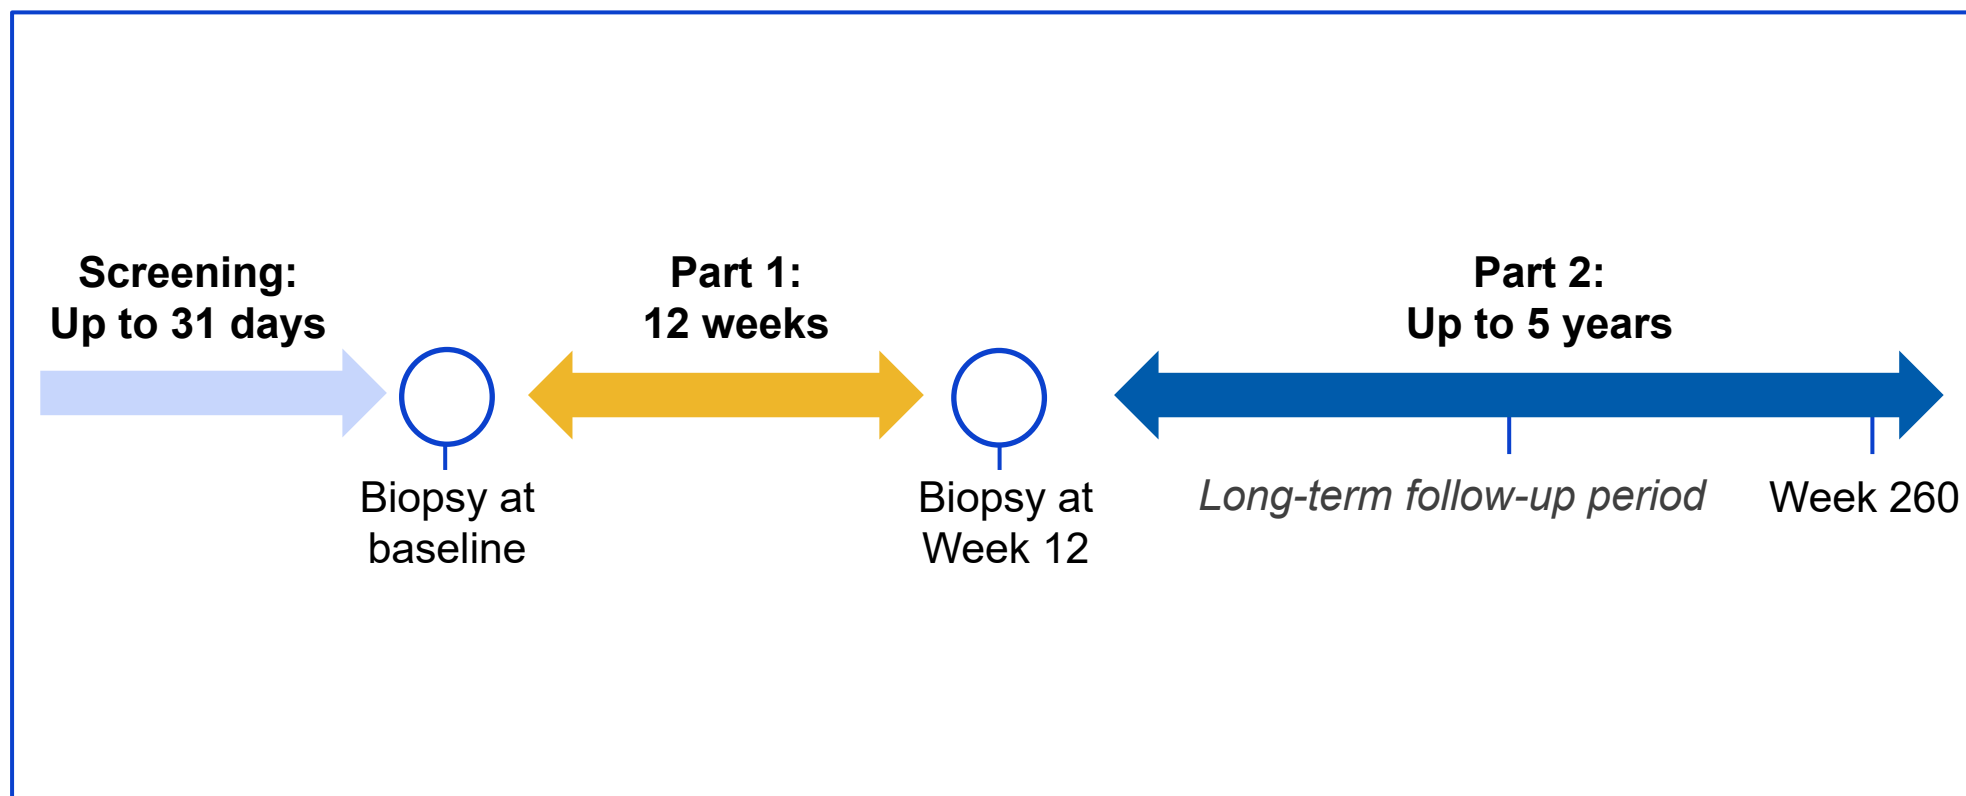 Screening:
Up to 31 days
Part 1:
12 weeks
Part 2:
Up to 5 years
Biopsy at
baseline
Biopsy at
Week 12
Long-term follow-up period
Week 260